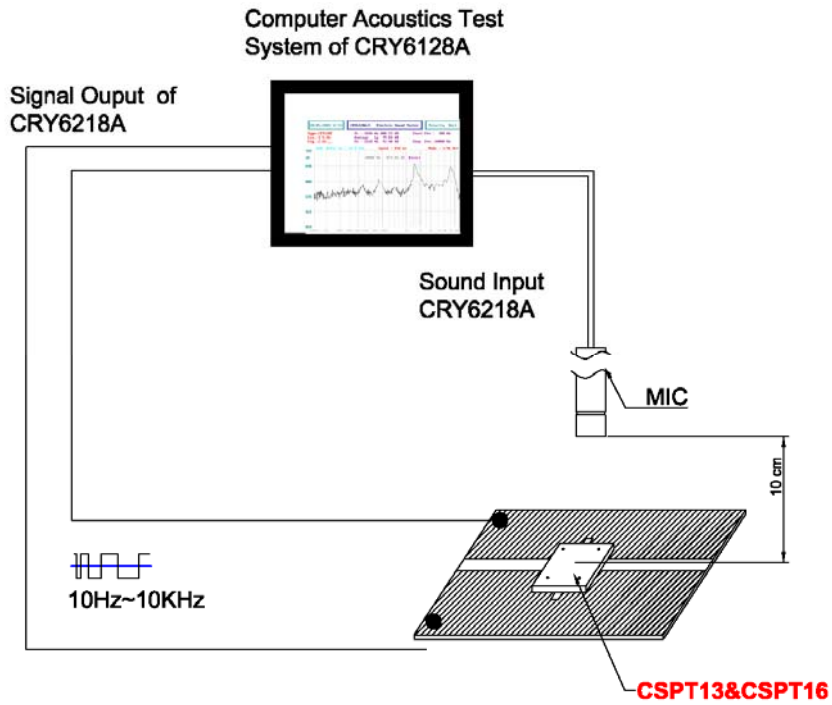 Computer Acoustics Test
System of CRY6128A
Signal Ouput of
CRY6218A
Sound Input
CRY6218A
MIC
10 cm
10Hz~10KHz
CSPT13&CSPT16